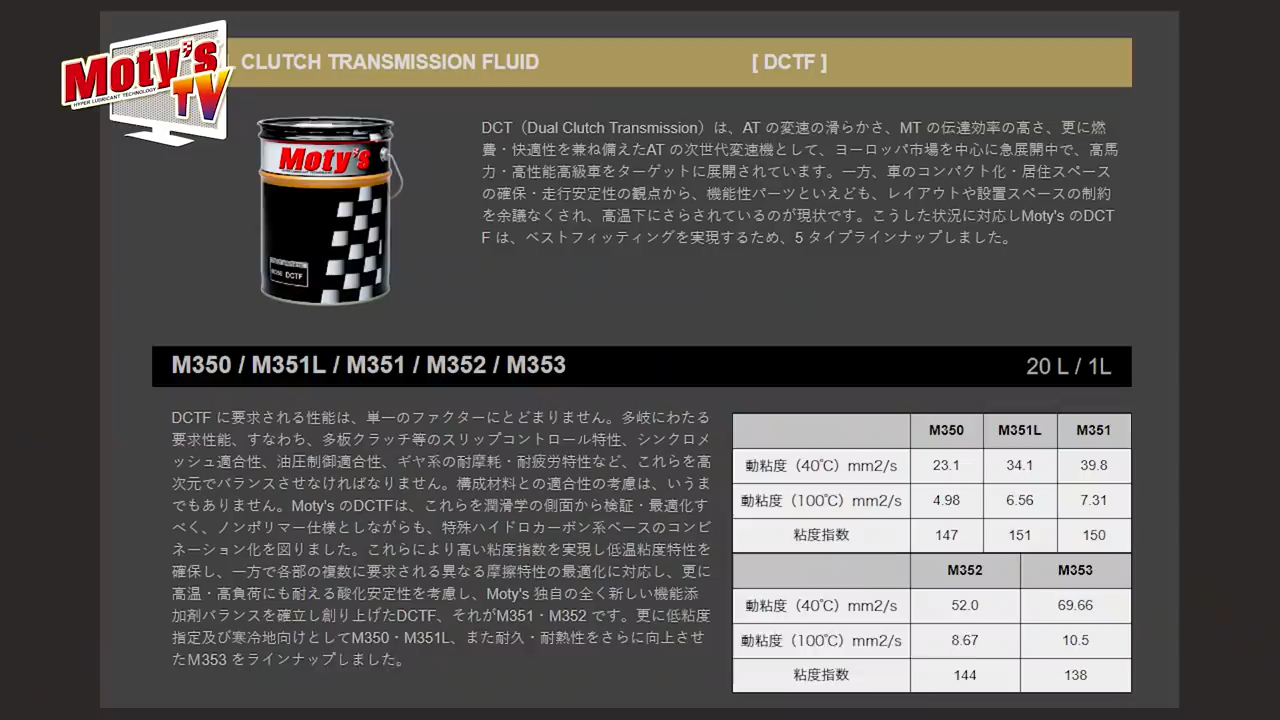 Moty's
HYPER LUBRICANT TECHNOLOGY
TV
CLUTCH TRANSMISSION FLUID
[ DCTF ]
Moty's
DCTF
DCT（Dual Clutch Transmission）は、AT の変速の滑らかさ、MT の伝達効率の高さ、更に燃
費・快適性を兼ね備えたAT の次世代変速機として、ヨーロッパ市場を中心に急展開中で、高馬
力・高性能高級車をターゲットに展開されています。一方、車のコンパクト化・居住スペース
の確保・走行安定性の観点から、機能性パーツといえども、レイアウトや設置スペースの制約
を余議なくされ、高温下にさらされているのが現状です。こうした状況に対応しMoty's のDCT
F は、ベストフィッティングを実現するため、5 タイプラインナップしました。
M350 / M351L / M351 / M352 / M353
20 L / 1L
DCTF に要求される性能は、単一のファクターにとどまりません。多岐にわたる
要求性能、すなわち、多板クラッチ等のスリップコントロール特性、シンクロメ
ッシュ適合性、油圧制御適合性、ギヤ系の耐摩耗・耐疲労特性など、これらを高
次元でバランスさせなければなりません。構成材料との適合性の考慮は、いうま
でもありません。Moty's のDCTFは、これらを潤滑学の側面から検証・最適化す
べく、ノンポリマー仕様としながらも、特殊ハイドロカーボン系ベースのコンビ
ネーション化を図りました。これらにより高い粘度指数を実現し低温粘度特性を
確保し、一方で各部の複数に要求される異なる摩擦特性の最適化に対応し、更に
高温・高負荷にも耐える酸化安定性を考慮し、Moty's 独自の全く新しい機能添
加剤バランスを確立し創り上げたDCTF、それがM351・M352 です。更に低粘度
指定及び寒冷地向けとしてM350・M351L、また耐久・耐熱性をさらに向上させ
たM353 をラインナップしました。
M350 M351L M351
動粘度（40℃）mm2/s 23.1 34.1 39.8
動粘度（100℃）mm2/s 4.98 6.56 7.31
粘度指数 147 151 150
M352 M353
動粘度（40℃）mm2/s 52.0 69.66
動粘度（100℃）mm2/s 8.67 10.5
粘度指数 144 138